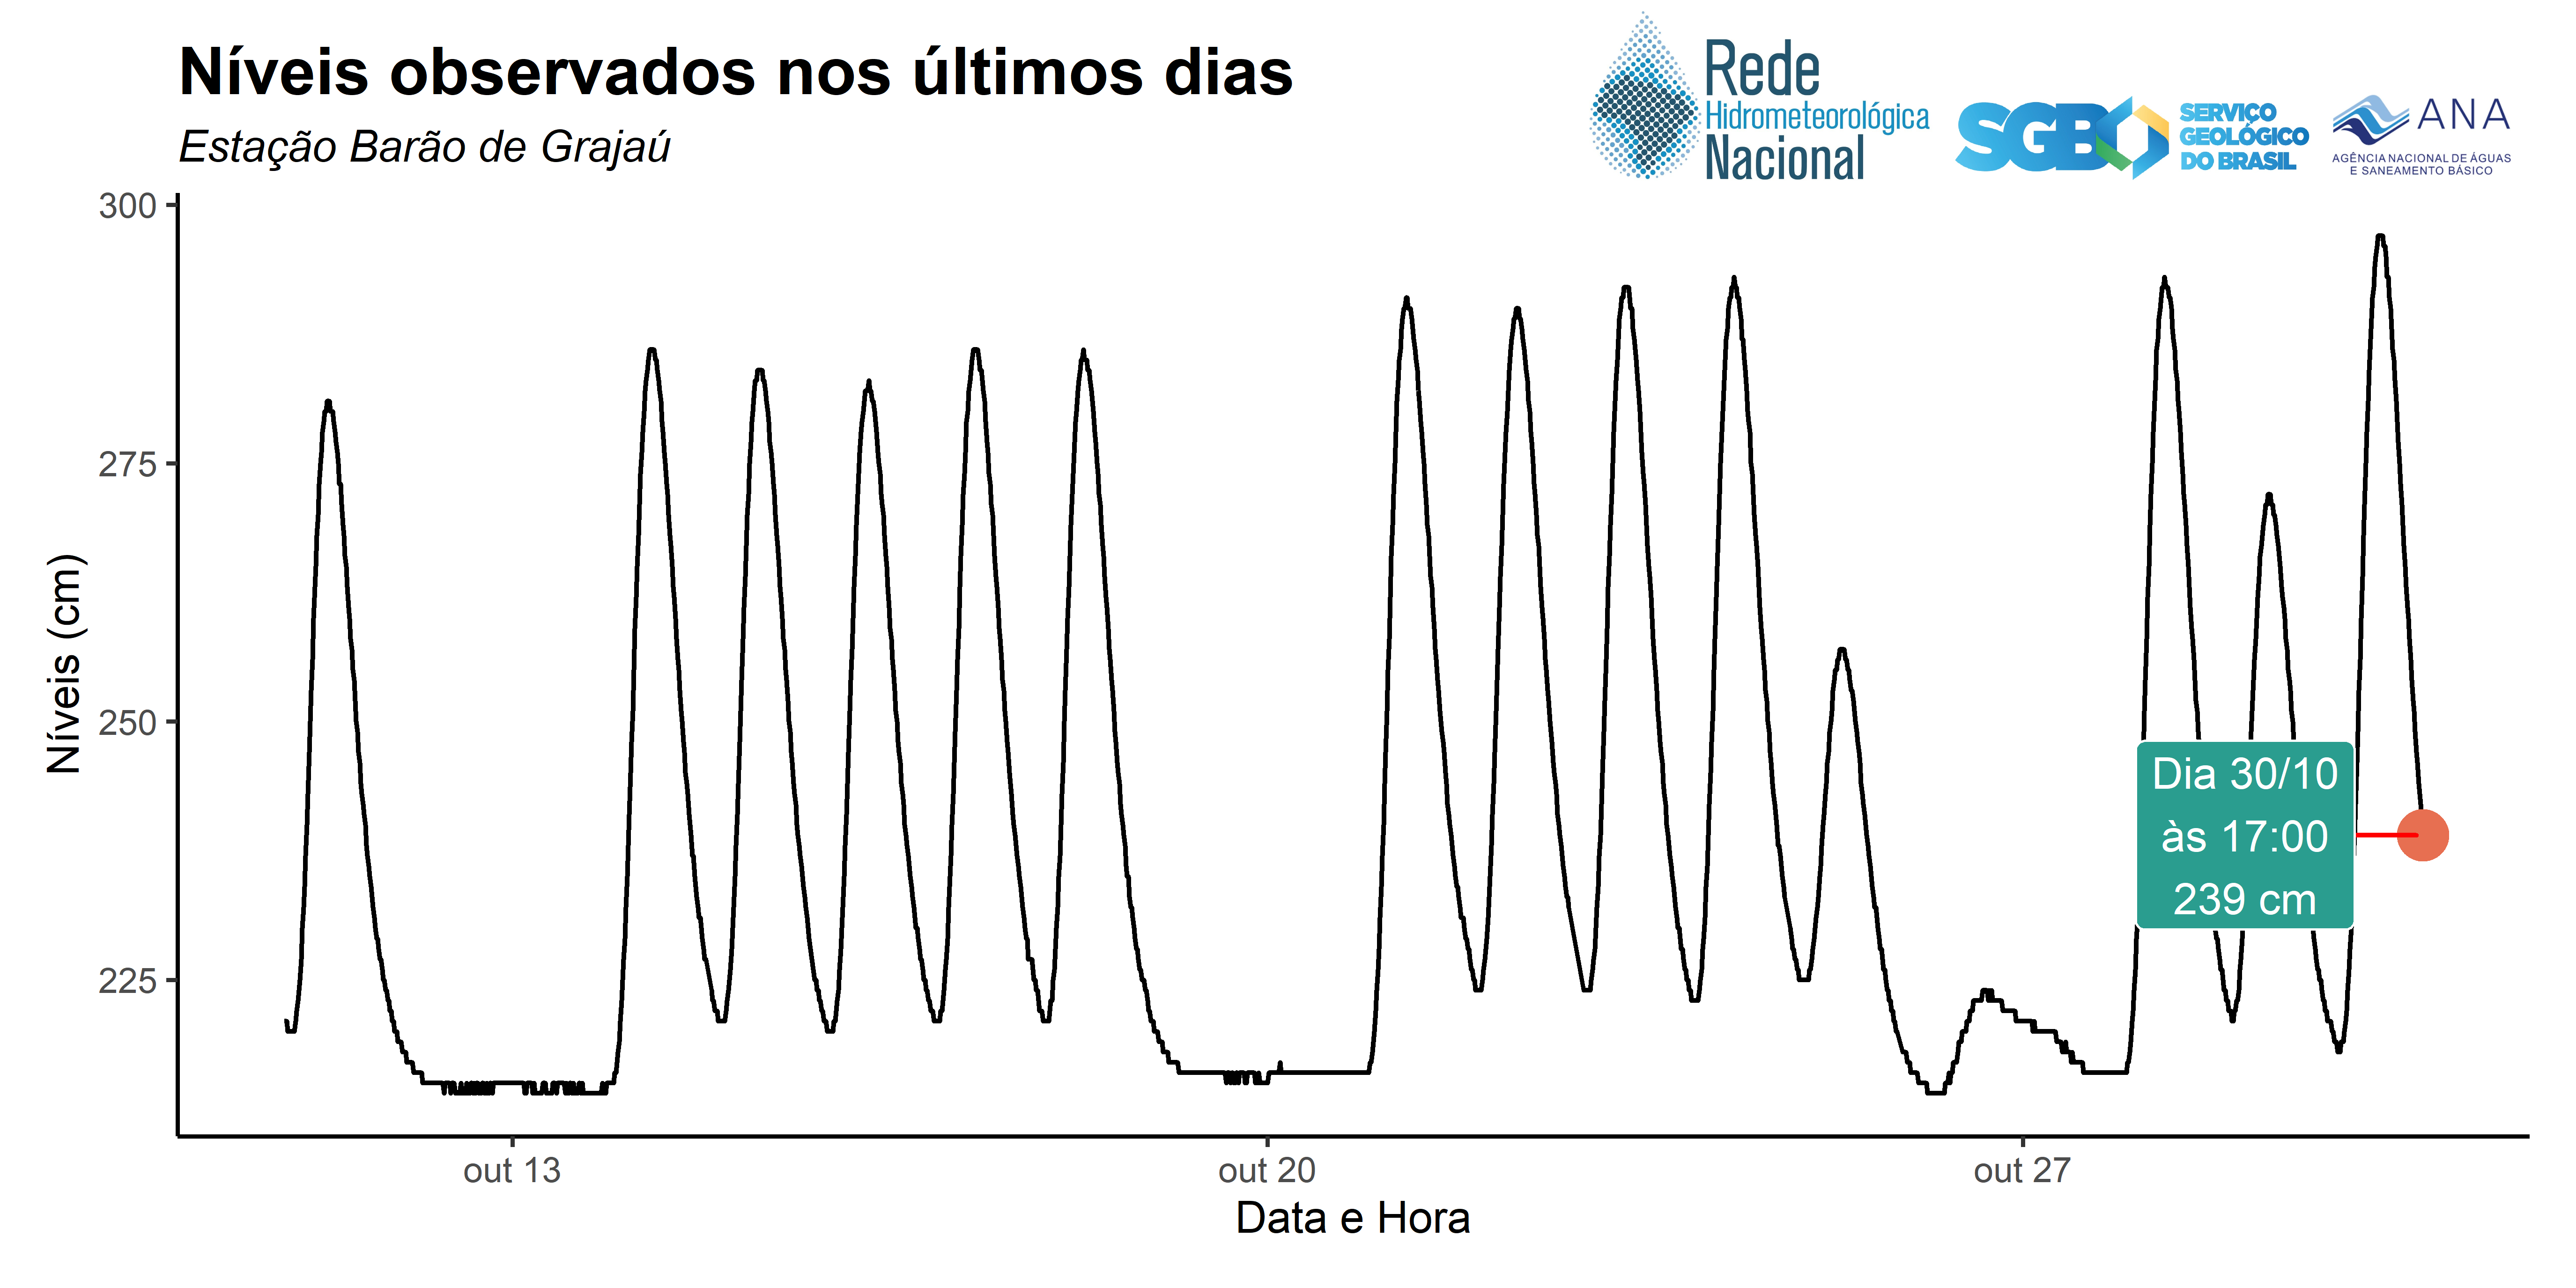 Níveis observados nos últimos dias
Estação Barão de Grajaú
Rede
Hidrometeorológica
Nacional
SGB
SERVIÇO
GEOLÓGICO
DO BRASIL
ANA
AGÊNCIA NACIONAL DE ÁGUAS
E SANEAMENTO BÁSICO
300
275
250
225
Níveis (cm)
Dia 30/10
às 17:00
239 cm
out 13
out 20
out 27
Data e Hora